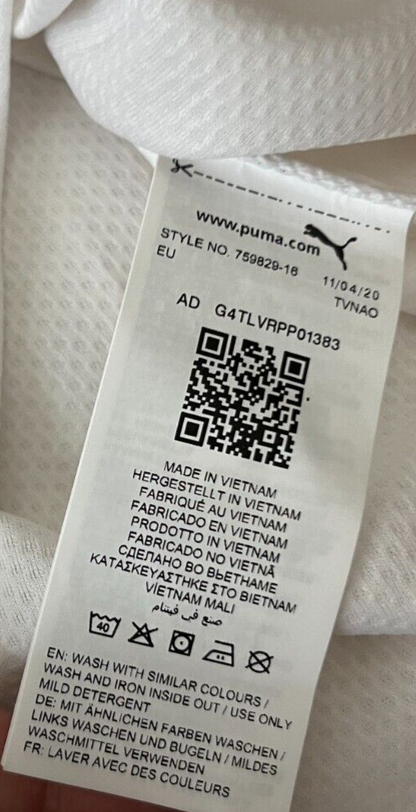 www.puma.com
STYLE NO. 759829-16 11/04/20
EU TVNAO
AD G4TLVRPP01383
MADE IN VIETNAM
HERGESTELLT IN VIETNAM
FABRIQUÉ AU VIETNAM
FABRICADO EN VIETNAM
PRODOTTO IN VIETNAM
FABRICADO NO VIETNÃ
СДЕЛАНО ВО ВЬЕТНАМЕ
ΚΑΤΑΣΚΕΥΑΣΤΗΚΕ ΣΤΟ ΒΙΕΤΝΑΜ
VİETNAM MALI
صنع في فيتنام
40
EN: WASH WITH SIMILAR COLOURS /
WASH AND IRON INSIDE OUT / USE ONLY
MILD DETERGENT
DE: MIT ÄHNLICHEN FARBEN WASCHEN /
LINKS WASCHEN UND BÜGELN / MILDES
WASCHMITTEL VERWENDEN
FR: LAVER AVEC DES COULEURS